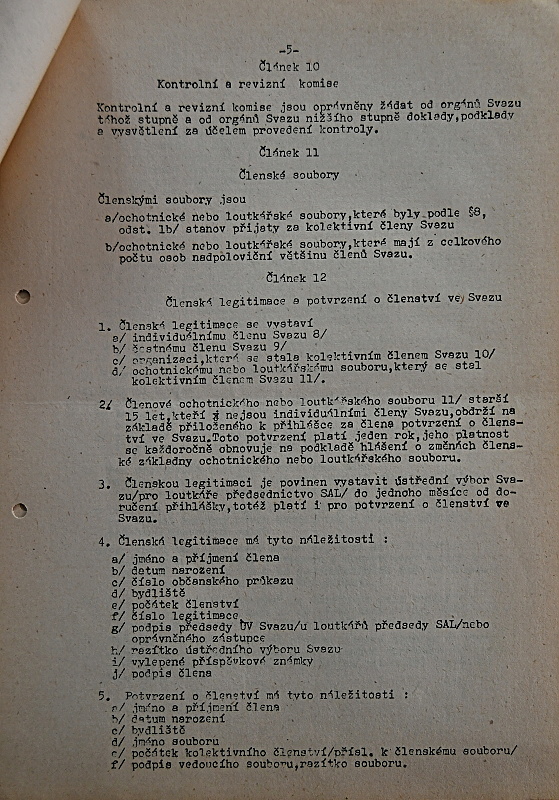 -5-
Článek 10
Kontrolní a revizní komise
Kontrolní a revizní komise jsou oprávněny žádat od orgánů Svazu
téhož stupně a od orgánů Svazu nižšího stupně doklady,podklady
a vysvětlení za účelem provedení kontroly.
Článek 11
Členské soubory
Členskými soubory jsou
a/ochotnické nebo loutkářské soubory,které byly podle §8,
odst. 1b/ stanov přijaty za kolektivní členy Svazu
b/ochotnické nebo loutkářské soubory,které mají z celkového
počtu osob nadpoloviční většinu členů Svazu.
Článek 12
Členská legitimace a potvrzení o členství ve Svazu
1. Členská legitimace se vystaví
a/ individuálnímu členu Svazu 8/
b/ čestnému členu Svazu 9/
c/ organizaci,která se stala kolektivním členem Svazu 10/
d/ ochotnickému nebo loutkářskému souboru,který se stal
kolektivním členem Svazu 11/.
2/ Členové ochotnického nebo loutkářského souboru 11/ starší
15 let,kteří nejsou individuálními členy Svazu,obdrží na
základě přiloženého k přihlášce za člena potvrzení o člens-
tví ve Svazu.Toto potvrzení platí jeden rok,jeho platnost
se každoročně obnovuje na podkladě hlášení o změnách člens-
ké základny ochotnického nebo loutkářského souboru.
3. Členskou legitimaci je povinen vystavit ústřední výbor Sva-
zu/pro loutkáře předsednictvo SAL/ do jednoho měsíce od do-
ručení přihlášky,totéž platí i pro potvrzení o členství ve
Svazu.
4. Členská legitimace má tyto náležitosti :
a/ jméno a příjmení člena
b/ datum narození
c/ číslo občanského průkazu
d/ bydliště
e/ počátek členství
f/ číslo legitimace
g/ podpis předsedy ÚV Svazu/u loutkářů předsedy SAL/nebo
oprávněného zástupce
h/ razítko ústředního výboru Svazu
i/ vylepené příspěvkové známky
j/ podpis člena
5. Potvrzení o členství má tyto náležitosti :
a/ jméno a příjmení člena
b/ datum narození
c/ bydliště
d/ jméno souboru
e/ počátek kolektivního členství/přísl. k členskému souboru/
f/ podpis vedoucího souboru,razítko souboru.